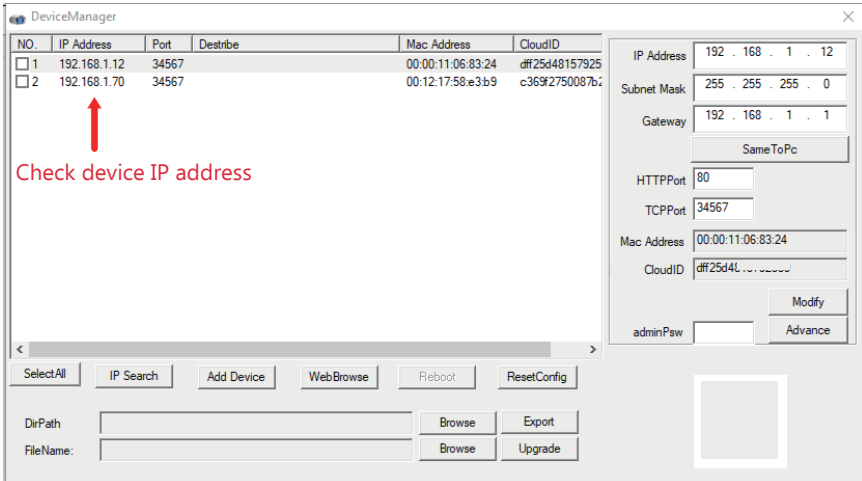 DeviceManager
NO. IP Address Port Destribe Mac Address CloudID
1 192.168.1.12 34567 00:00:11:06:83:24 dff25d48157925
2 192.168.1.70 34567 00:12:17:58:e3:b9 c369f2750087b2
Check device IP address
IP Address 192 . 168 . 1 . 12
Subnet Mask 255 . 255 . 255 . 0
Gateway 192 . 168 . 1 . 1
SameToPc
HTTPPort 80
TCPPort 34567
Mac Address 00:00:11:06:83:24
CloudID
Modify
adminPsw Advance
SelectAll IP Search Add Device WebBrowse Reboot ResetConfig
DirPath Browse Export
FileName: Browse Upgrade